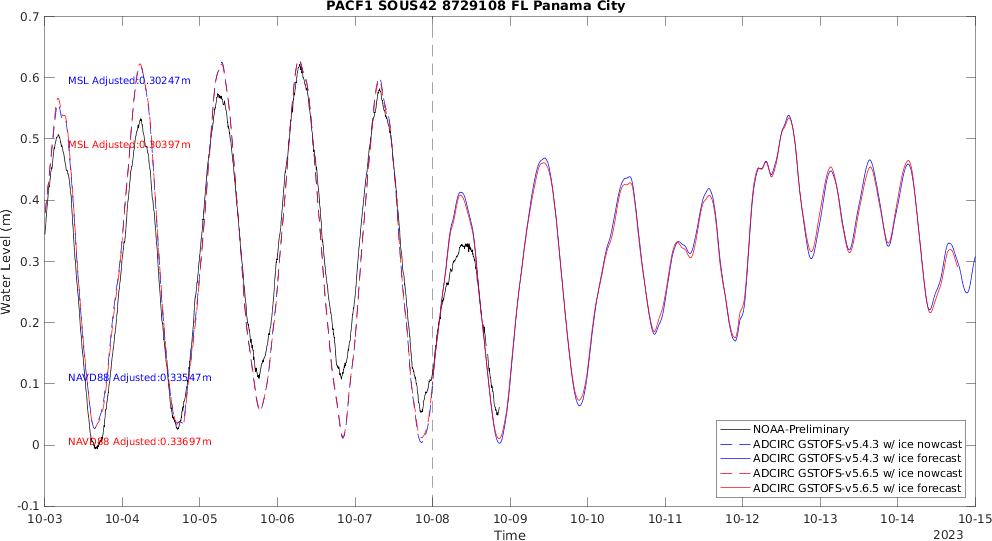 PACF1 SOUS42 8729108 FL Panama City
0.7
0.6
0.5
0.4
0.3
0.2
0.1
0
-0.1
Water Level (m)
MSL Adjusted:0.30247m
MSL Adjusted:0.30397m
NAVD88 Adjusted:0.33547m
NAVD88 Adjusted:0.33697m
NOAA-Preliminary
ADCIRC GSTOFS-v5.4.3 w/ ice nowcast
ADCIRC GSTOFS-v5.4.3 w/ ice forecast
ADCIRC GSTOFS-v5.6.5 w/ ice nowcast
ADCIRC GSTOFS-v5.6.5 w/ ice forecast
10-03 10-04 10-05 10-06 10-07 10-08 10-09 10-10 10-11 10-12 10-13 10-14 10-15
Time
2023